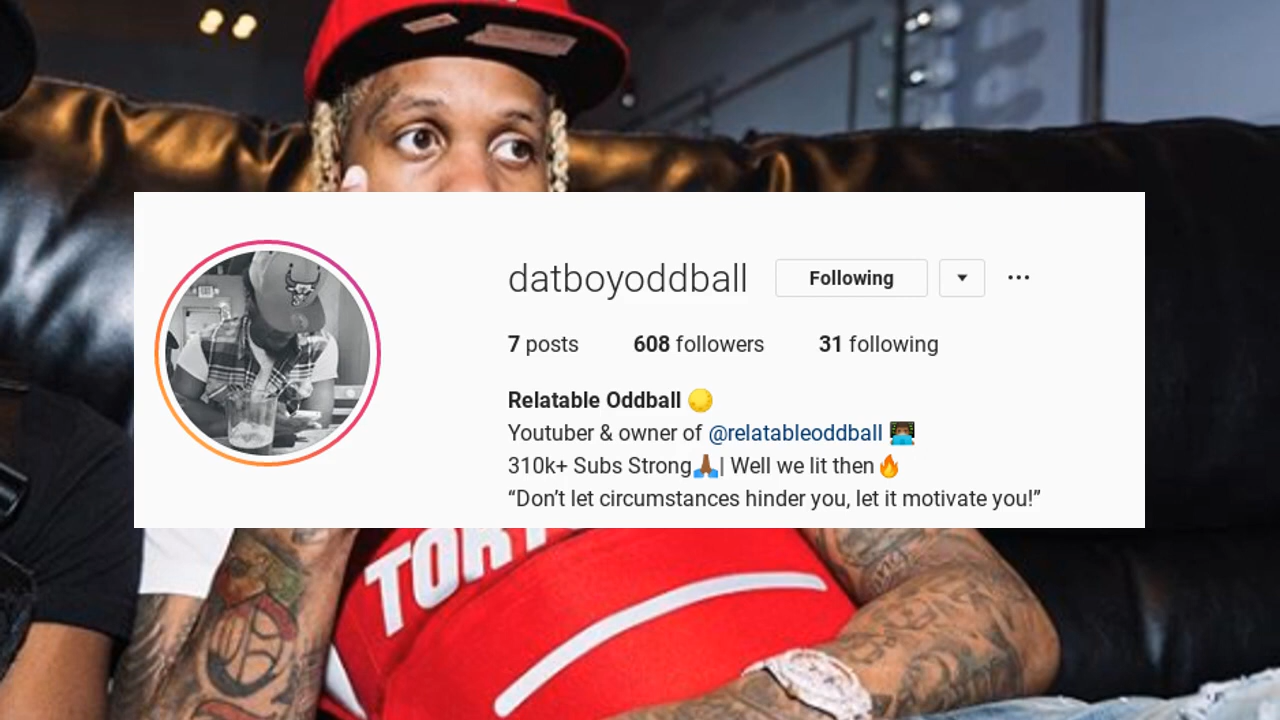 datboyoddball Following
7 posts 608 followers 31 following
Relatable Oddball
Youtuber & owner of @relatableoddball
310k+ Subs Strong🙏🏾| Well we lit then🔥
“Don’t let circumstances hinder you, let it motivate you!”